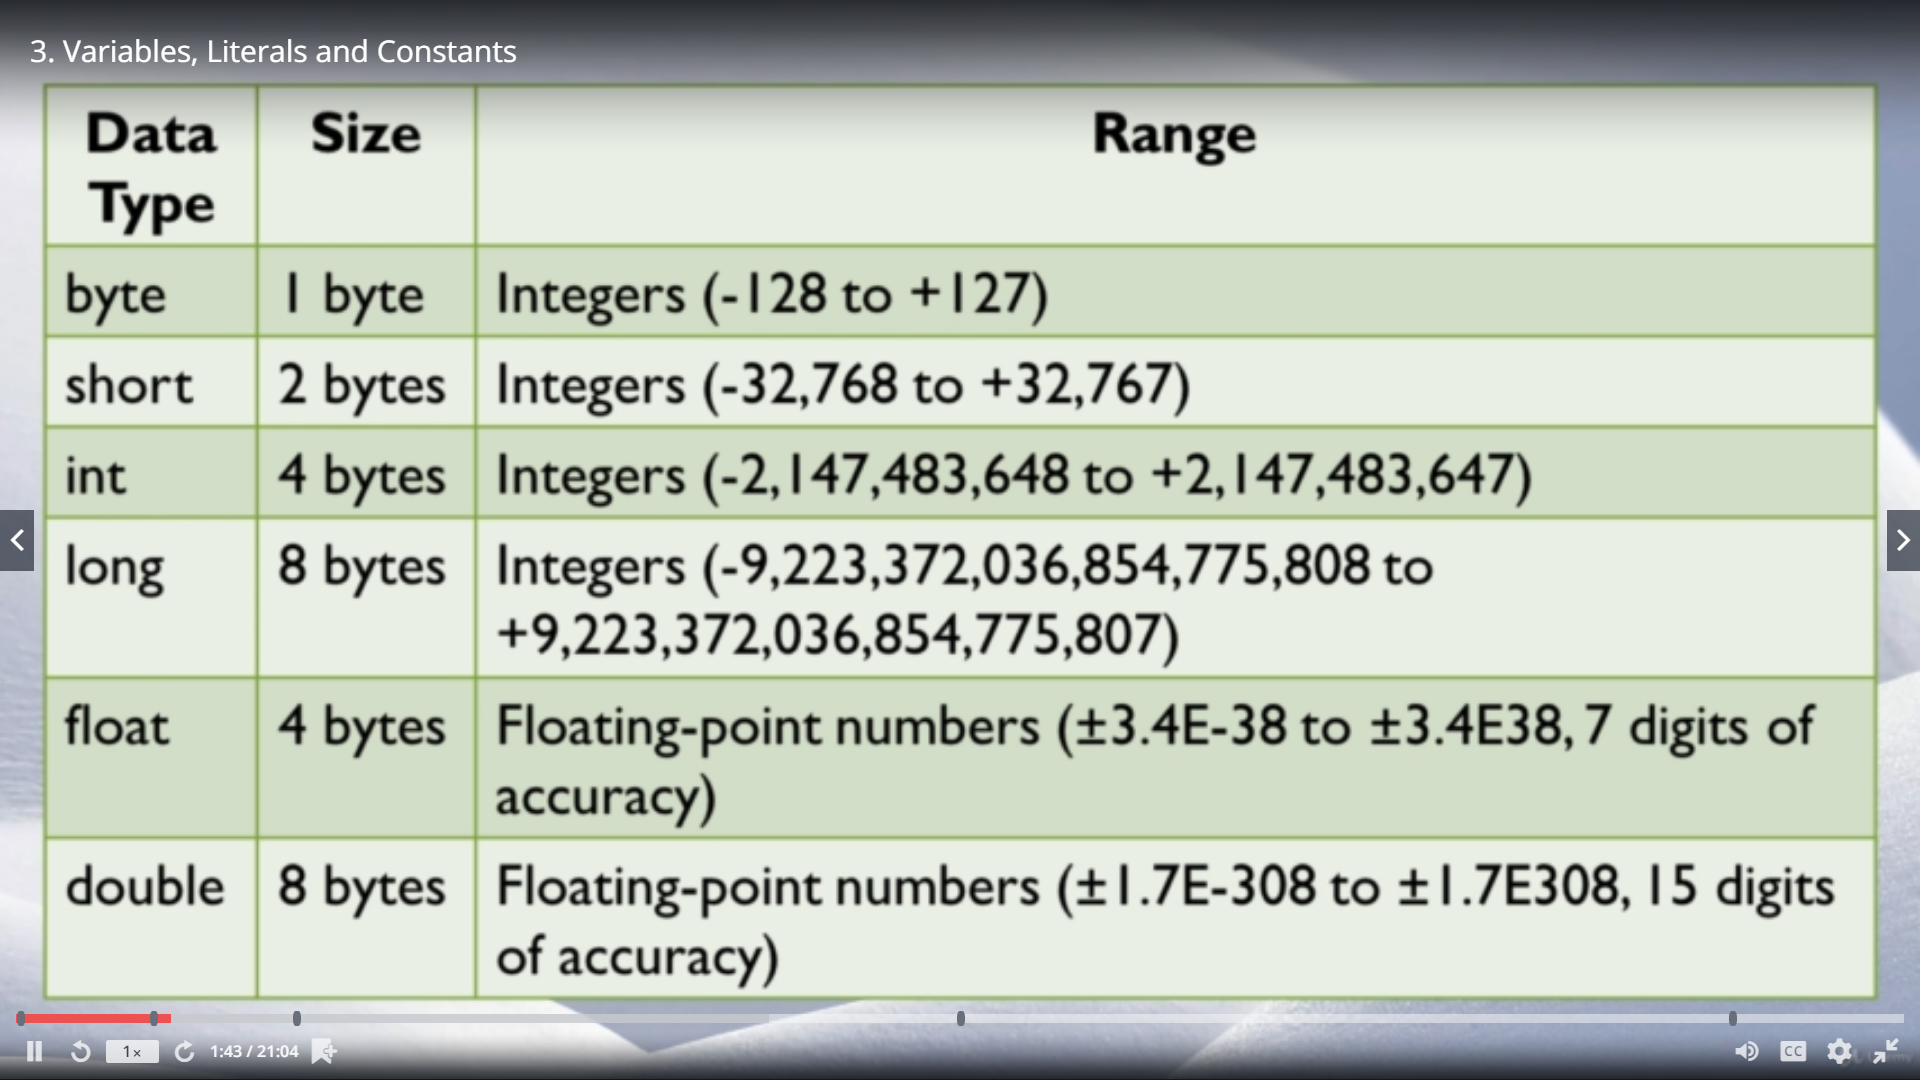 3. Variables, Literals and Constants
Data Type Size Range
byte 1 byte Integers (-128 to +127)
short 2 bytes Integers (-32,768 to +32,767)
int 4 bytes Integers (-2,147,483,648 to +2,147,483,647)
long 8 bytes Integers (-9,223,372,036,854,775,808 to
+9,223,372,036,854,775,807)
float 4 bytes Floating-point numbers (±3.4E-38 to ±3.4E38, 7 digits of
accuracy)
double 8 bytes Floating-point numbers (±1.7E-308 to ±1.7E308, 15 digits
of accuracy)
1× 1:43 / 21:04 CC